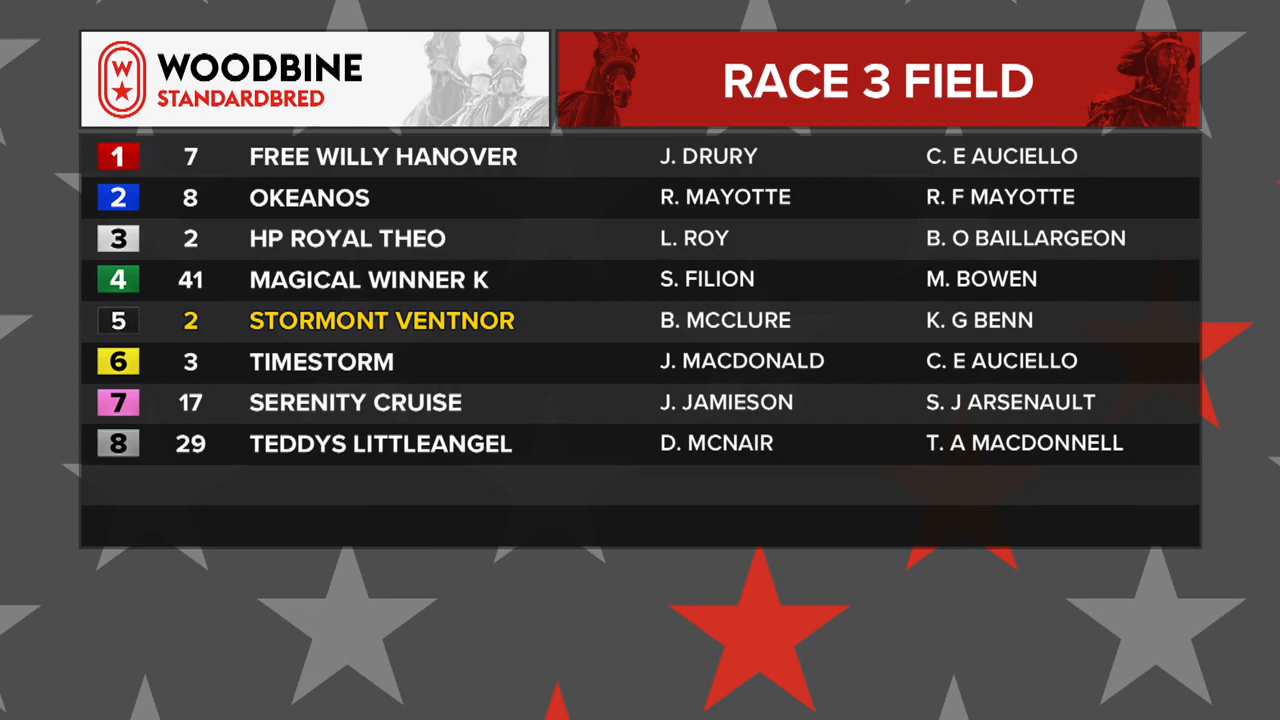 W WOODBINE
STANDARDBRED
RACE 3 FIELD
1 7 FREE WILLY HANOVER J. DRURY C. E AUCIELLO
2 8 OKEANOS R. MAYOTTE R. F MAYOTTE
3 2 HP ROYAL THEO L. ROY B. O BAILLARGEON
4 41 MAGICAL WINNER K S. FILION M. BOWEN
5 2 STORMONT VENTNOR B. MCCLURE K. G BENN
6 3 TIMESTORM J. MACDONALD C. E AUCIELLO
7 17 SERENITY CRUISE J. JAMIESON S. J ARSENAULT
8 29 TEDDYS LITTLEANGEL D. MCNAIR T. A MACDONNELL